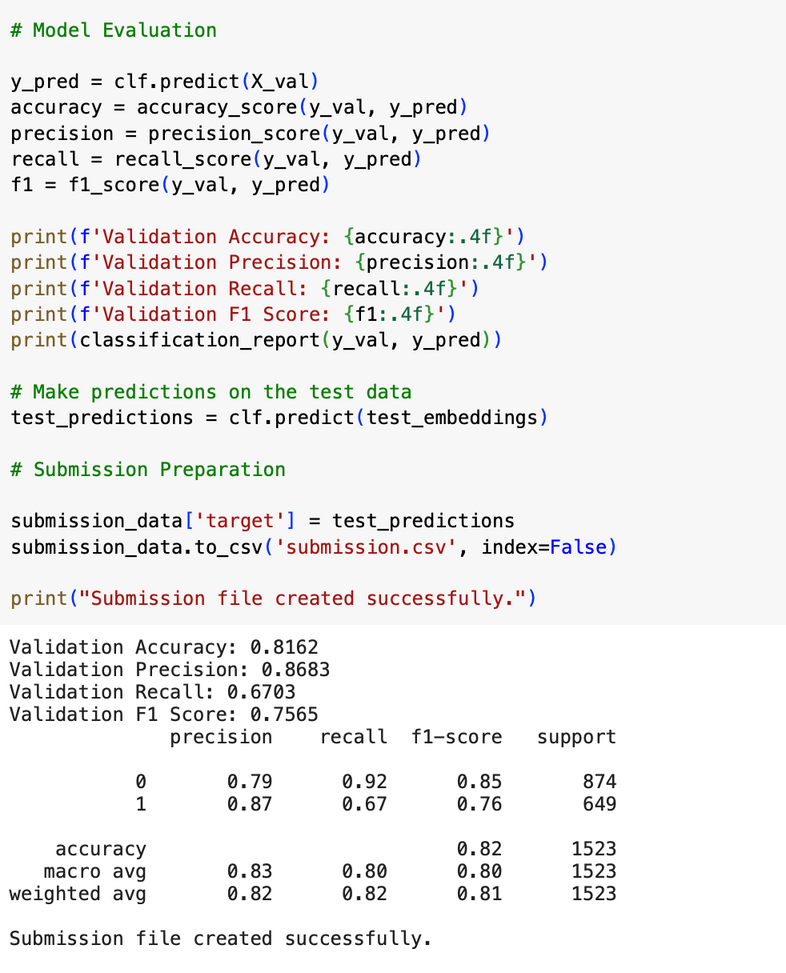 # Model Evaluation
y_pred = clf.predict(X_val)
accuracy = accuracy_score(y_val, y_pred)
precision = precision_score(y_val, y_pred)
recall = recall_score(y_val, y_pred)
f1 = f1_score(y_val, y_pred)
print(f'Validation Accuracy: {accuracy:.4f}')
print(f'Validation Precision: {precision:.4f}')
print(f'Validation Recall: {recall:.4f}')
print(f'Validation F1 Score: {f1:.4f}')
print(classification_report(y_val, y_pred))
# Make predictions on the test data
test_predictions = clf.predict(test_embeddings)
# Submission Preparation
submission_data['target'] = test_predictions
submission_data.to_csv('submission.csv', index=False)
print("Submission file created successfully.")
Validation Accuracy: 0.8162
Validation Precision: 0.8683
Validation Recall: 0.6703
Validation F1 Score: 0.7565
              precision    recall  f1-score   support
           0       0.79      0.92      0.85       874
           1       0.87      0.67      0.76       649
    accuracy                           0.82      1523
   macro avg       0.83      0.80      0.80      1523
weighted avg       0.82      0.82      0.81      1523
Submission file created successfully.